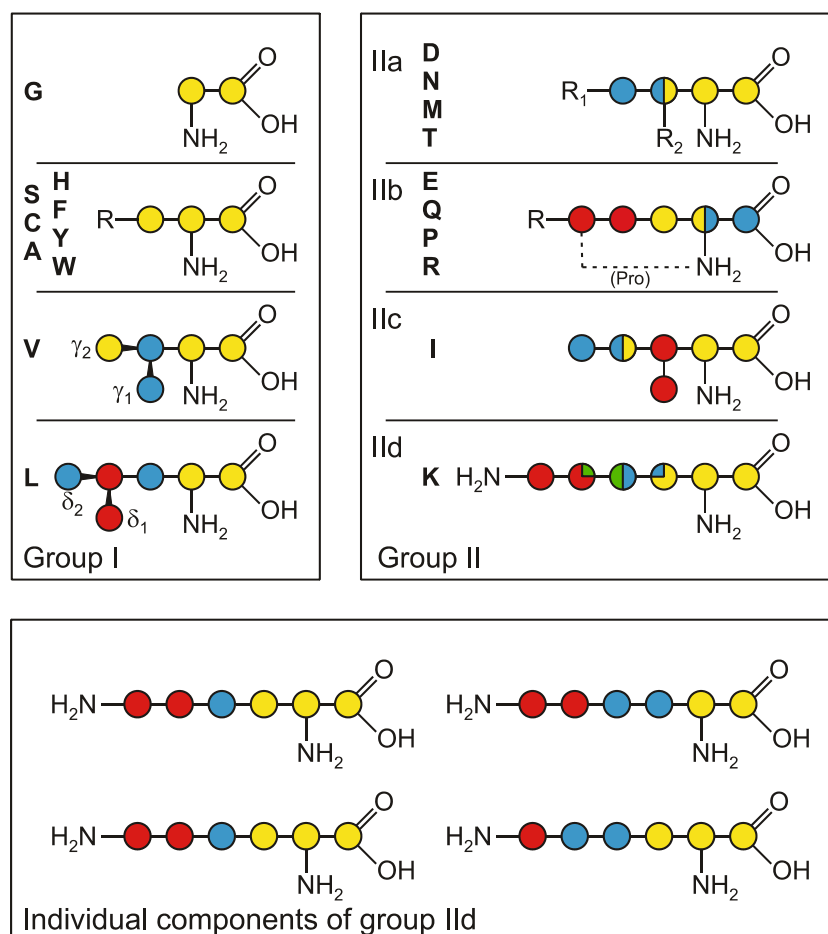 G
O
OH
NH2
S
C
A
H
F
Y
W
R
O
OH
NH2
V
γ2
γ1
O
OH
NH2
L
δ2
δ1
O
OH
NH2
Group I
IIa
D
N
M
T
R1
R2
O
OH
NH2
IIb
E
Q
P
R
R
O
OH
NH2
(Pro)
IIc
I
O
OH
NH2
IId
K
H2N
O
OH
NH2
Group II
H2N
O
OH
NH2
H2N
O
OH
NH2
H2N
O
OH
NH2
H2N
O
OH
NH2
Individual components of group IId